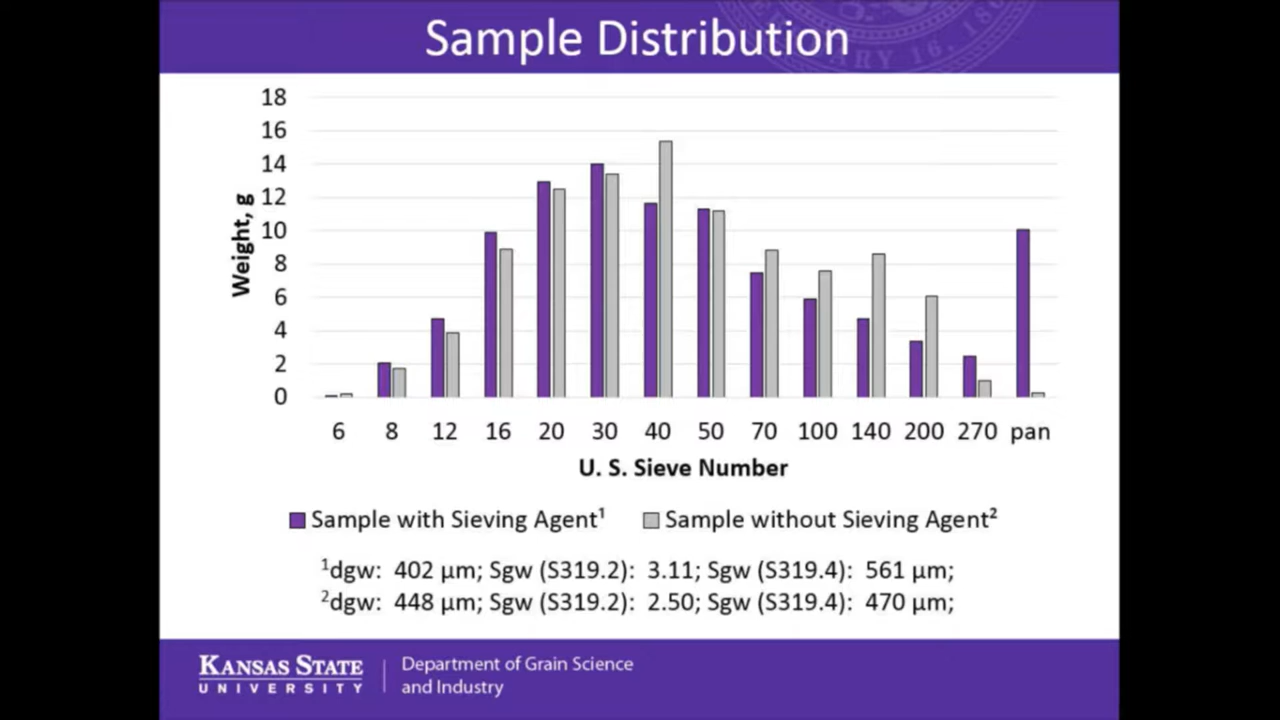 Sample Distribution
ARY 16, 18
18
16
14
12
10
8
6
4
2
0
Weight, g
6 8 12 16 20 30 40 50 70 100 140 200 270 pan
U. S. Sieve Number
Sample with Sieving Agent¹ Sample without Sieving Agent²
¹dgw: 402 µm; Sgw (S319.2): 3.11; Sgw (S319.4): 561 µm;
²dgw: 448 µm; Sgw (S319.2): 2.50; Sgw (S319.4): 470 µm;
KANSAS STATE
UNIVERSITY
Department of Grain Science
and Industry